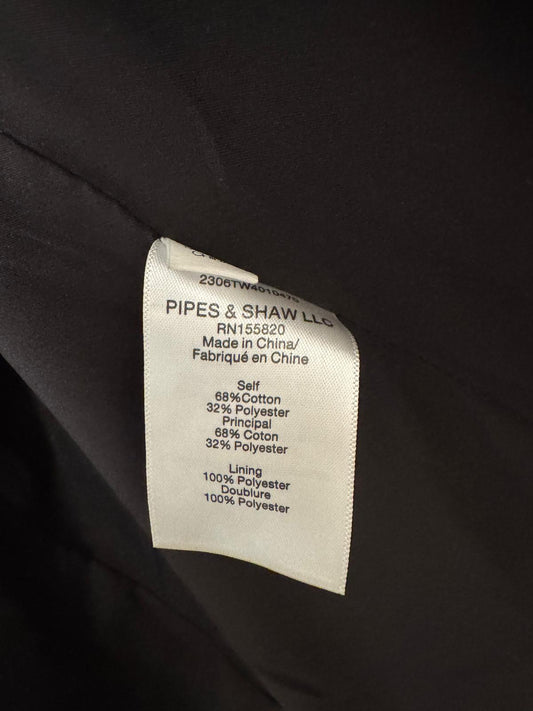 PIPES & SHAW LLC
RN155820
Made in China/
Fabriqué en Chine
Self
68%Cotton
32% Polyester
Principal
68% Coton
32% Polyester
Lining
100% Polyester
Doublure
100% Polyester